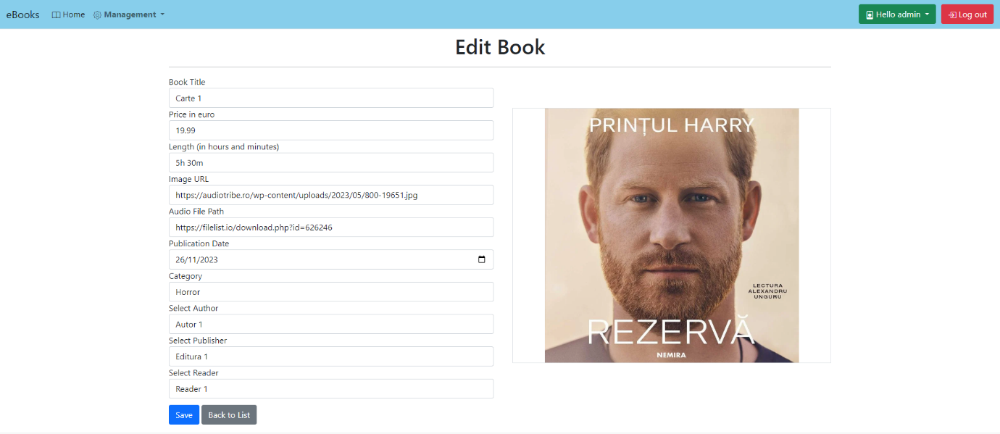 eBooks Home Management Hello admin Log out
Edit Book
Book Title
Carte 1
Price in euro
19.99
Length (in hours and minutes)
5h 30m
Image URL
https://audiotribe.ro/wp-content/uploads/2023/05/800-19651.jpg
Audio File Path
https://filelist.io/download.php?id=626246
Publication Date
26/11/2023
Category
Horror
Select Author
Autor 1
Select Publisher
Editura 1
Select Reader
Reader 1
Save Back to List
PRINȚUL HARRY
LECTURA
ALEXANDRU
UNGURU
REZERVĂ
NEMIRA